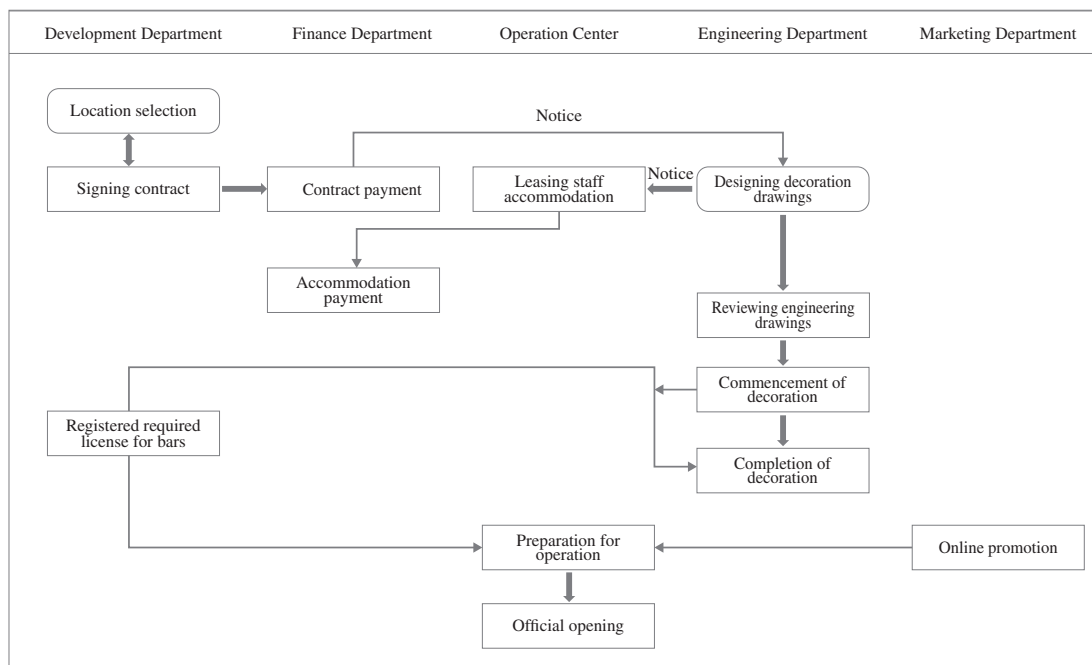 Development Department
Finance Department
Operation Center
Engineering Department
Marketing Department
Location selection
Notice
Signing contract
Contract payment
Leasing staff
accommodation
Notice
Designing decoration
drawings
Accommodation
payment
Reviewing engineering
drawings
Commencement of
decoration
Registered required
license for bars
Completion of
decoration
Preparation for
operation
Online promotion
Official opening